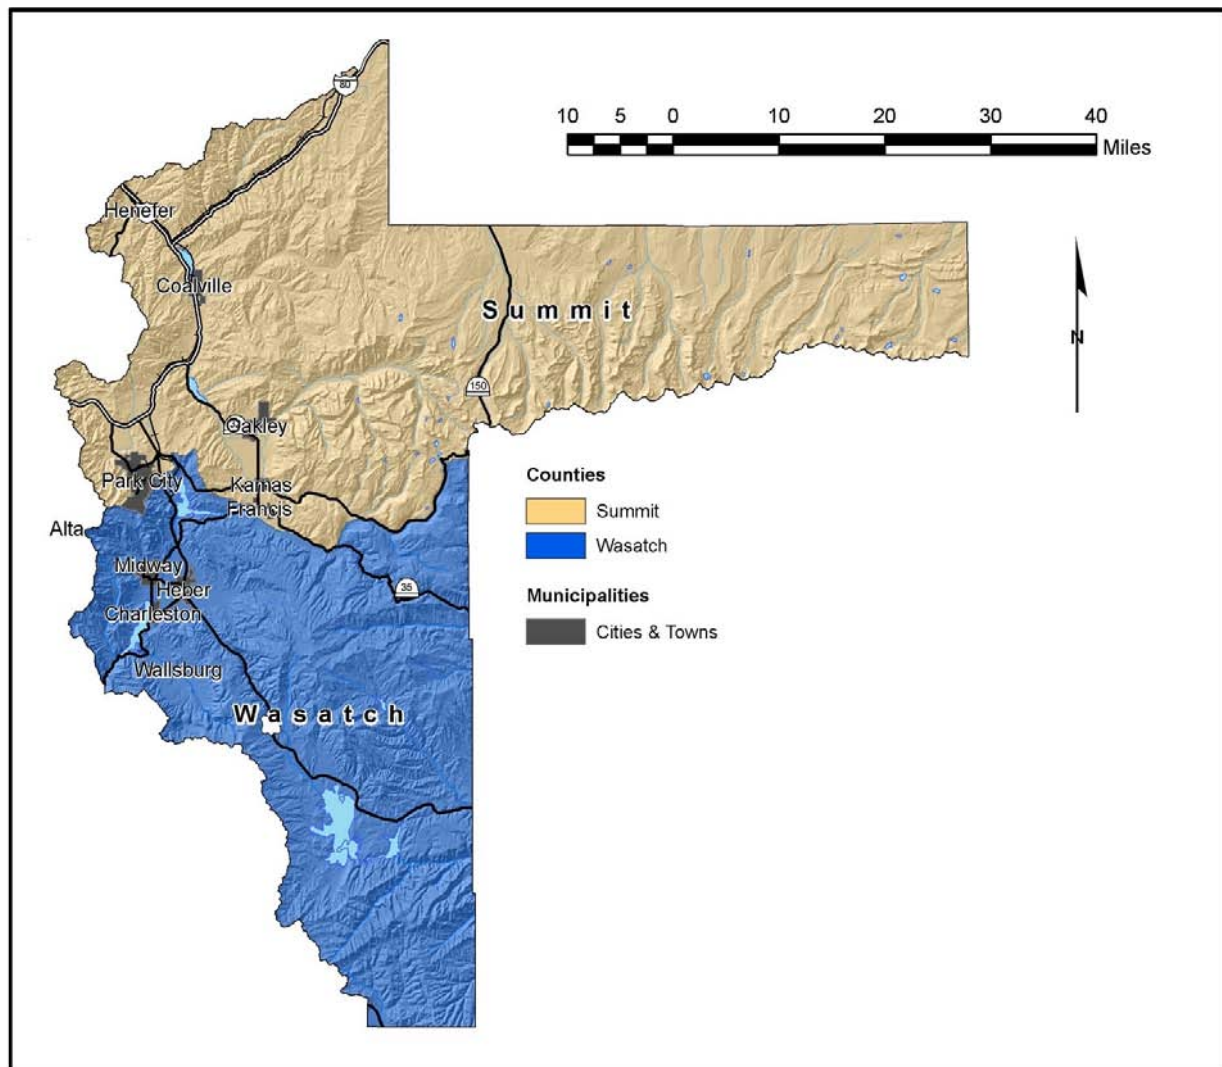 80
10 5 0 10 20 30 40
Miles
Henefer
Coalville
Summit
N
150
Oakley
Park City
Kamas
Francis
Alta
Counties
Summit
Wasatch
Midway
Heber
35
Charleston
Municipalities
Cities & Towns
Wallsburg
Wasatch